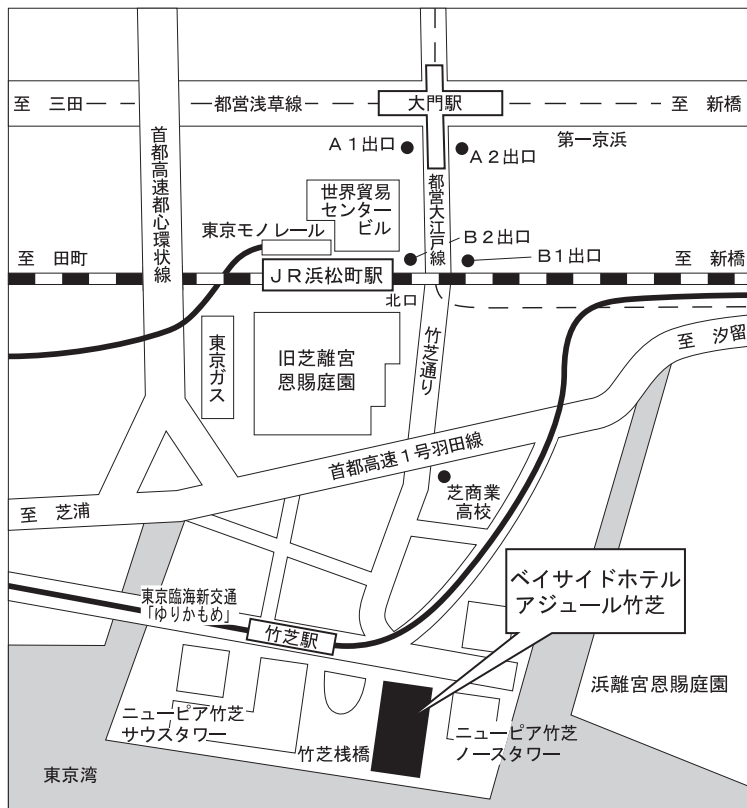 至 三田
都営浅草線
大門駅
至 新橋
第一京浜
A1出口
A2出口
首都高速都心環状線
世界貿易
センター
ビル
都営大江戸線
東京モノレール
B2出口
B1出口
至 田町
JR浜松町駅
至 新橋
北口
東京ガス
旧芝離宮
恩賜庭園
竹芝通り
至 汐留
首都高速1号羽田線
芝商業
高校
至 芝浦
ベイサイドホテル
アジュール竹芝
東京臨海新交通
「ゆりかもめ」
竹芝駅
浜離宮恩賜庭園
ニューピア竹芝
サウスタワー
竹芝桟橋
ニューピア竹芝
ノースタワー
東京湾